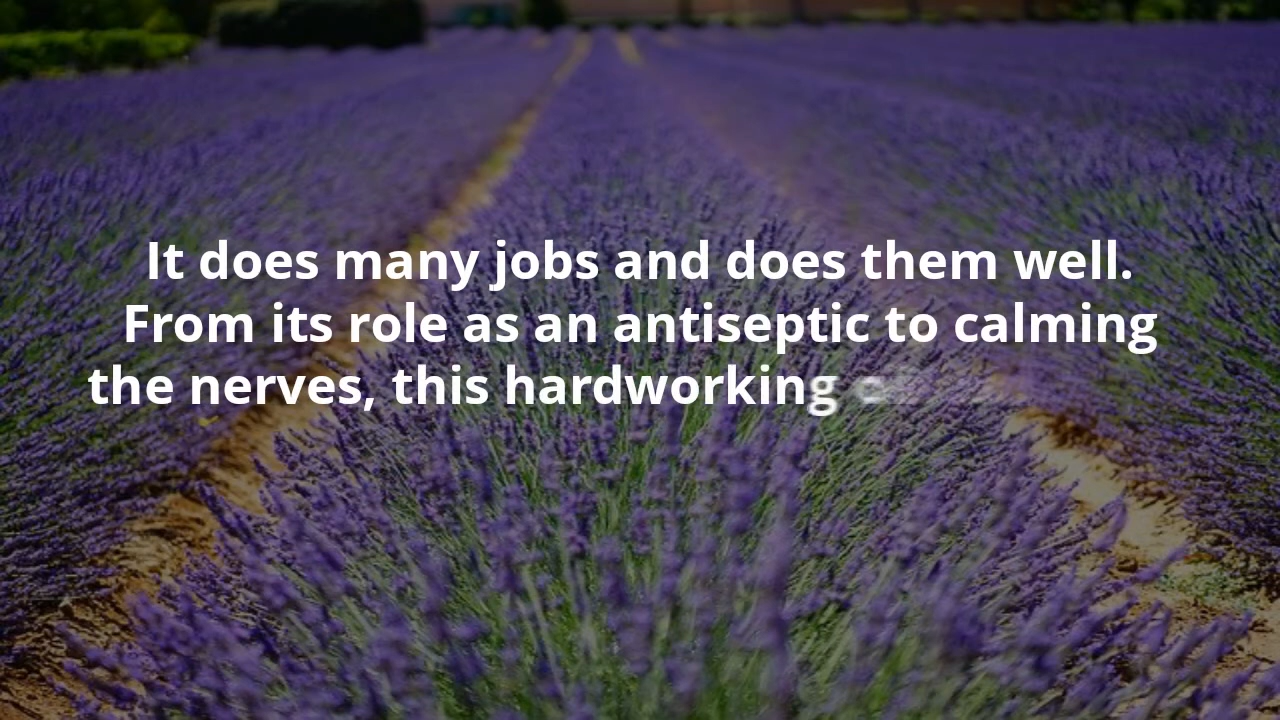 It does many jobs and does them well.
From its role as an antiseptic to calming
the nerves, this hardworking